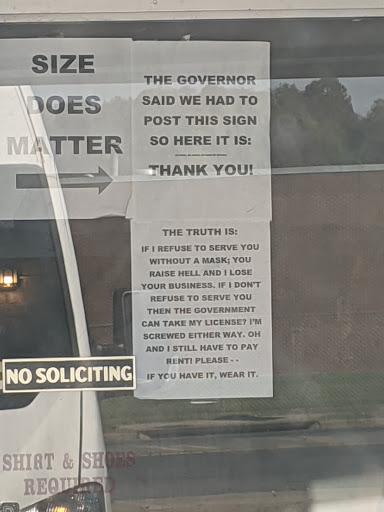 SIZE
DOES
MATTER
THE GOVERNOR
SAID WE HAD TO
POST THIS SIGN
SO HERE IT IS:
THANK YOU!
THE TRUTH IS:
IF I REFUSE TO SERVE YOU
WITHOUT A MASK; YOU
RAISE HELL AND I LOSE
YOUR BUSINESS. IF I DON'T
REFUSE TO SERVE YOU
THEN THE GOVERNMENT
CAN TAKE MY LICENSE? I'M
SCREWED EITHER WAY. OH
AND I STILL HAVE TO PAY
RENT! PLEASE - -
IF YOU HAVE IT, WEAR IT.
NO SOLICITING
SHIRT & SHOES
REQUIRED